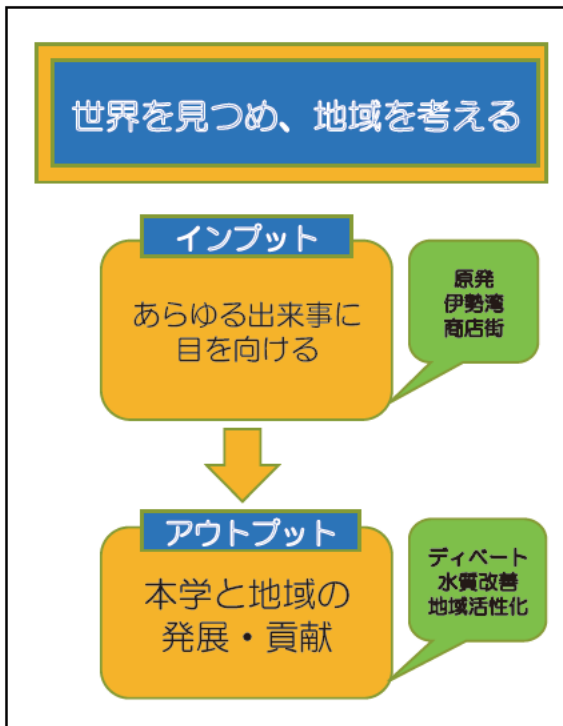 世界を見つめ、地域を考える
インプット
あらゆる出来事に
目を向ける
原発
伊勢湾
商店街
アウトプット
本学と地域の
発展・貢献
ディベート
水質改善
地域活性化